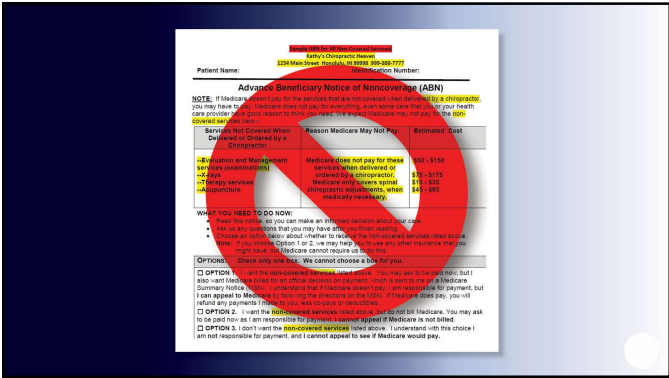 Sample ABN for All Non-Covered Services
Kathy's Chiropractic Heaven
1234 Main Street Honolulu, HI 99998 999-888-7777
Patient Name: Identification Number:
Advance Beneficiary Notice of Noncoverage (ABN)
NOTE: If Medicare doesn't pay for the services that are not covered when delivered by a chiropractor,
you may have to pay. Medicare does not pay for everything, even some care that you or your health
care provider have good reason to think you need. We expect Medicare may not pay for the non-
covered services below.
Services Not Covered When Delivered or Ordered by a Chiropractor
Reason Medicare May Not Pay:
Estimated Cost
--Evaluation and Management services (examinations)
--X-rays
--Therapy services
--Acupuncture
Medicare does not pay for these
services when delivered or
ordered by a chiropractor.
Medicare only covers spinal
chiropractic adjustments, when
medically necessary.
$50 - $150
$75 - $175
$10 - $35
$45 - $65
WHAT YOU NEED TO DO NOW:
• Read this notice, so you can make an informed decision about your care.
• Ask us any questions that you may have after you finish reading.
• Choose an option below about whether to receive the non-covered services listed above.
Note: If you choose Option 1 or 2, we may help you to use any other insurance that you
might have, but Medicare cannot require us to do this.
OPTIONS: Check only one box. We cannot choose a box for you.
☐ OPTION 1. I want the non-covered services listed above. You may ask to be paid now, but I
also want Medicare billed for an official decision on payment, which is sent to me on a Medicare
Summary Notice (MSN). I understand that if Medicare doesn't pay, I am responsible for payment, but
I can appeal to Medicare by following the directions on the MSN. If Medicare does pay, you will
refund any payments I made to you, less co-pays or deductibles.
☐ OPTION 2. I want the non-covered services listed above, but do not bill Medicare. You may ask
to be paid now as I am responsible for payment. I cannot appeal if Medicare is not billed.
☐ OPTION 3. I don't want the non-covered services listed above. I understand with this choice I
am not responsible for payment, and I cannot appeal to see if Medicare would pay.